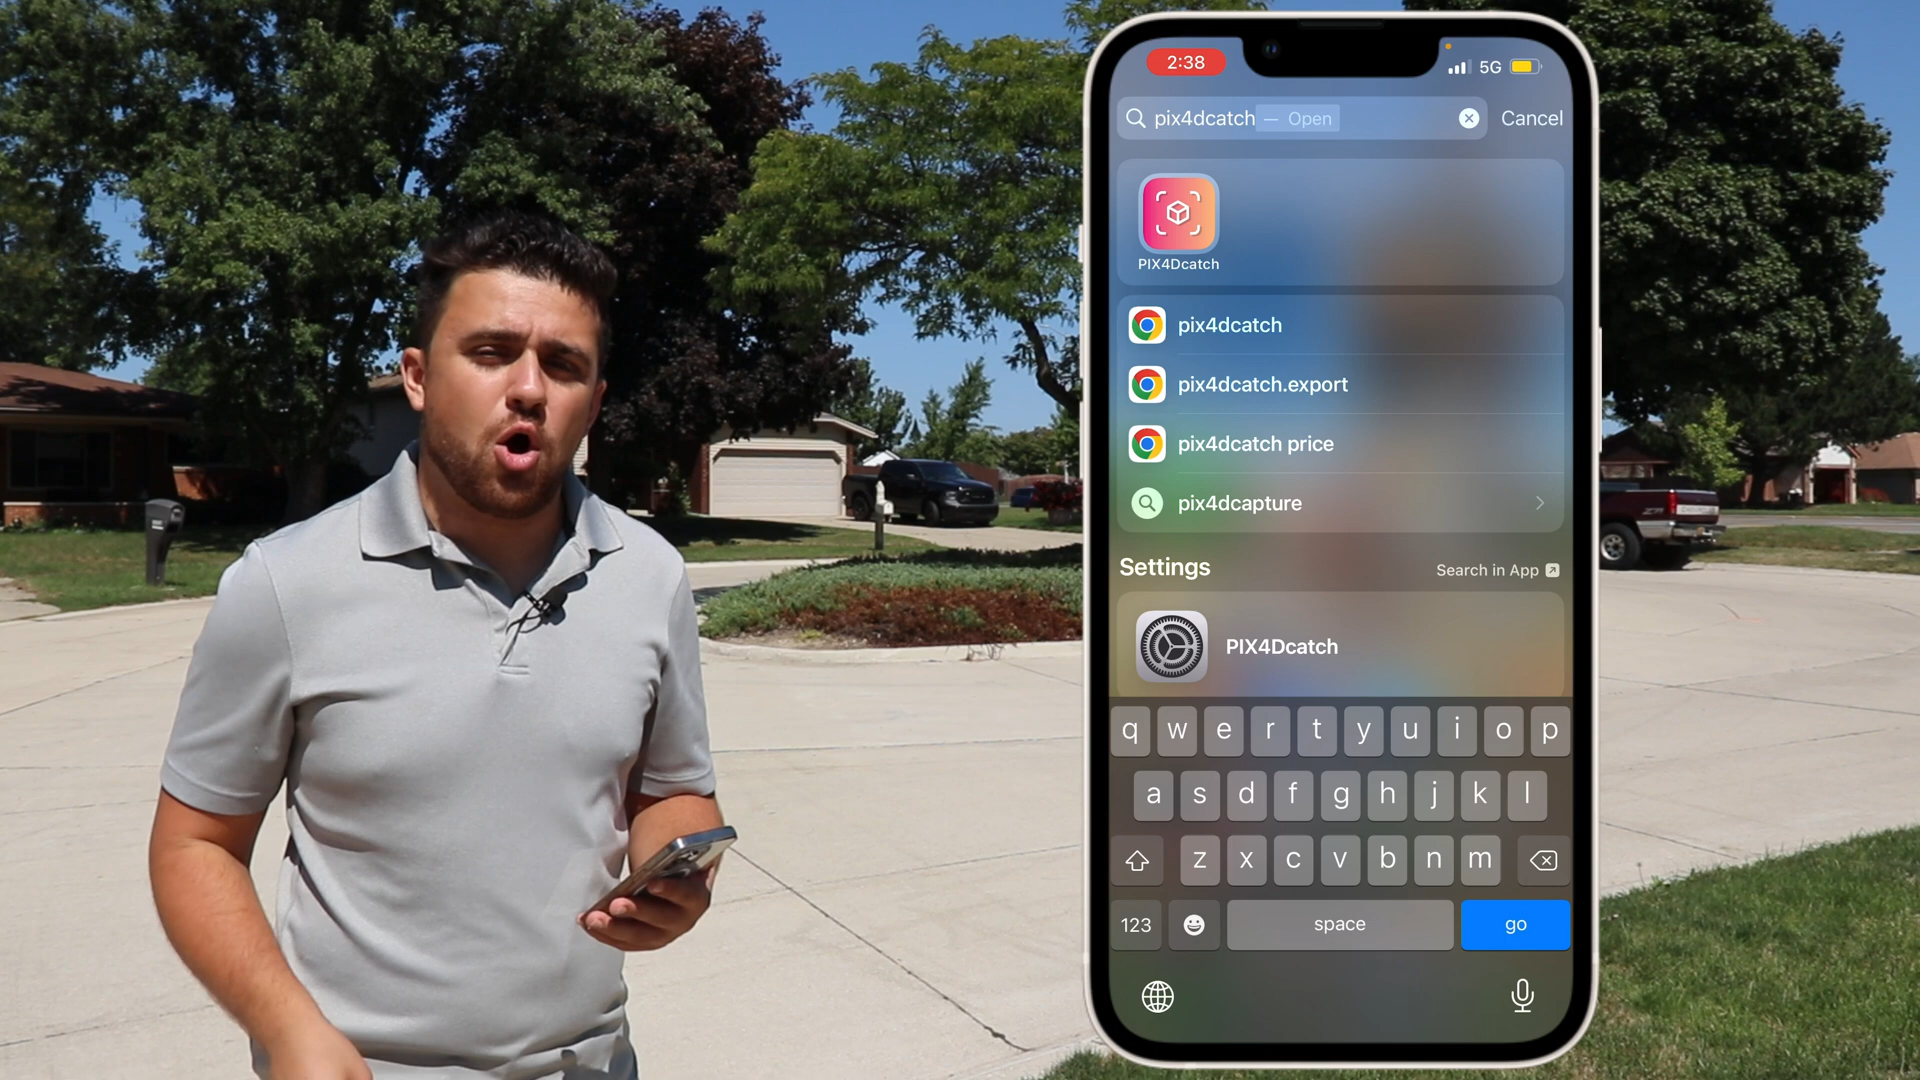 2:38
5G
pix4dcatch — Open
Cancel
PIX4Dcatch
pix4dcatch
pix4dcatch.export
pix4dcatch price
pix4dcapture
Settings
Search in App
PIX4Dcatch
q w e r t y u i o p
a s d f g h j k l
z x c v b n m
123
space
go
CHEVROLET